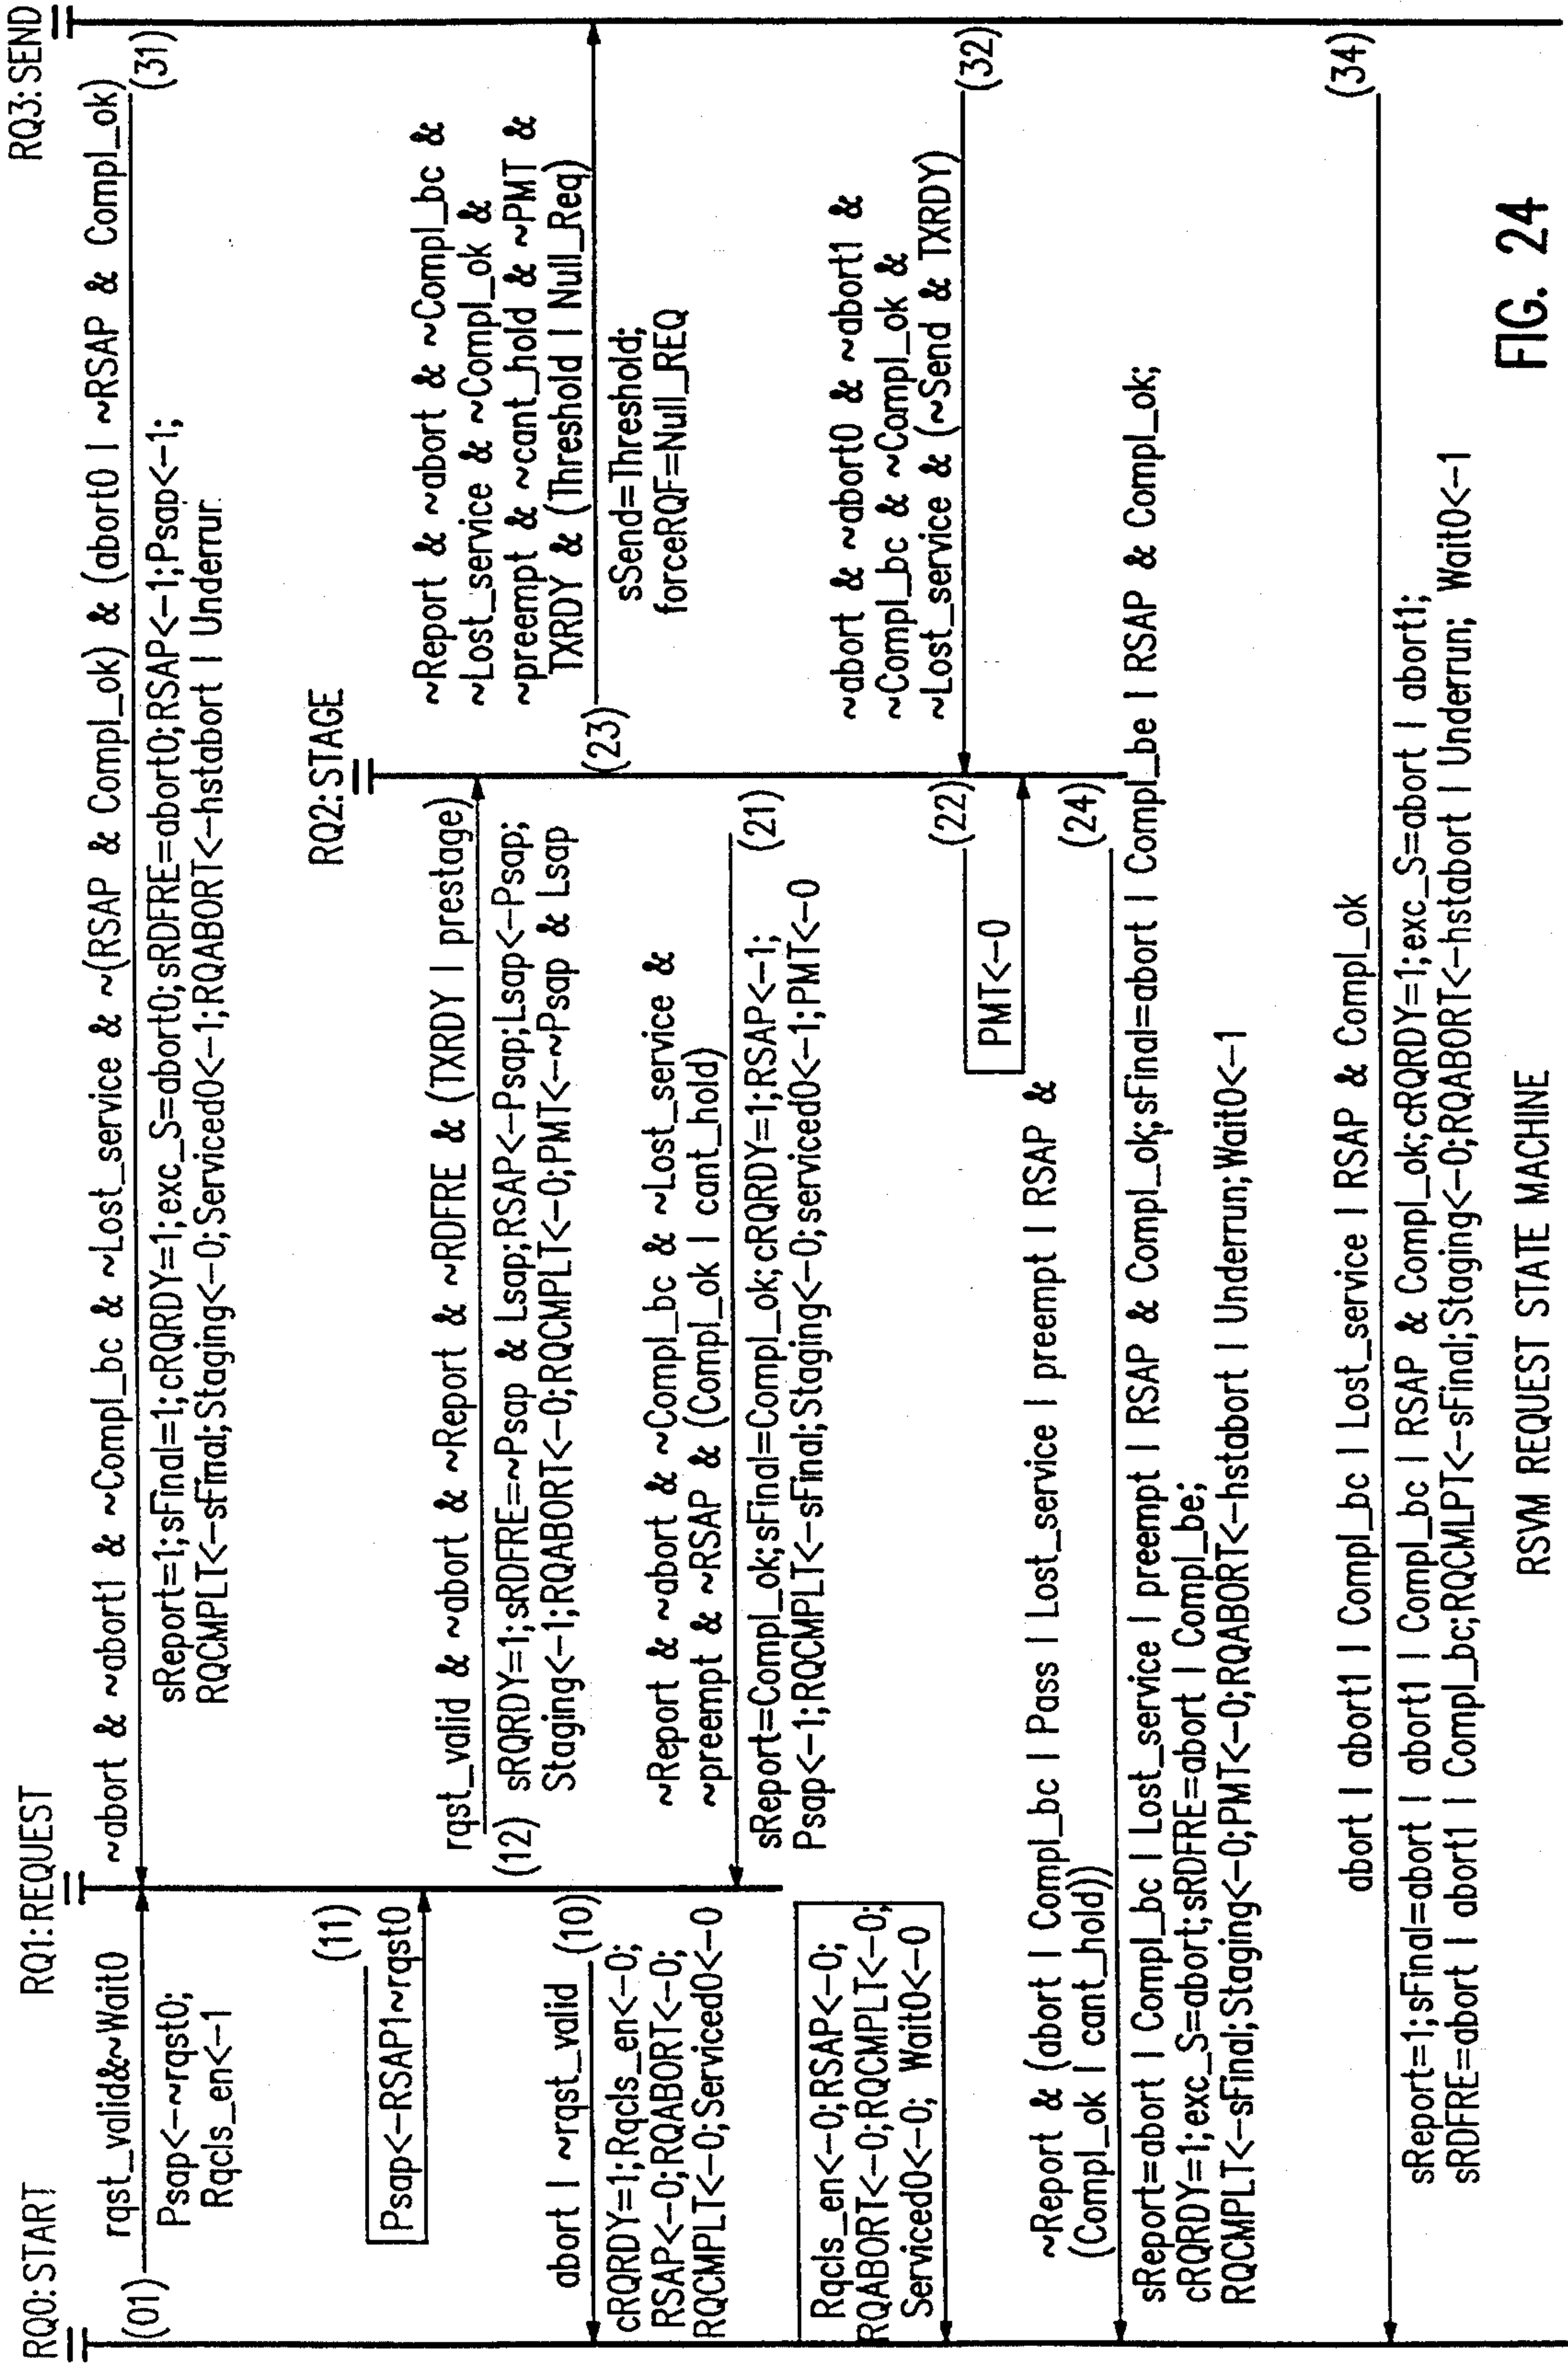 RQ0:START
RQ1:REQUEST
RQ3:SEND
rqst_valid&~Wait0
(01)
Psap<-~rqst0;
Rqcls_en<-1
~abort & ~abort1 & ~Compl_bc & ~Lost_service & ~(RSAP & Compl_ok) & (abort0 | ~RSAP & Compl_ok)
(31)
sReport=1;sFinal=1;cRQRDY=1;exc_S=abort0;sRDFRE=abort0;RSAP<-1;Psap<-1;
RQCMPLT<-sFinal;Staging<-0;Serviced0<-1;RQABORT<-hstabort | Underrur
(11)
Psap<-RSAP1~rqst0
RQ2:STAGE
rqst_valid & ~abort & ~Report & ~RDFRE & (TXRDY | prestage)
(12)
sRQRDY=1;sRDFRE=~Psap & Lsap;RSAP<-Psap;Lsap<-Psap;
Staging<-1;RQABORT<-0;RQCMPLT<-0;PMT<-~Psap & Lsap
~Report & ~abort & ~Compl_bc &
~Lost_service & ~Compl_ok &
~preempt & ~cant_hold & ~PMT &
TXRDY & (Threshold | Null_Req)
(23)
sSend=Threshold;
forceRQF=Null_REQ
abort | ~rqst_valid
(10)
cRQRDY=1;Rqcls_en<-0;
RSAP<-0;RQABORT<-0;
RQCMPLT<-0;Serviced0<-0
~Report & ~abort & ~Compl_bc & ~Lost_service &
~preempt & ~RSAP & (Compl_ok | cant_hold)
(21)
sReport=Compl_ok;sFinal=Compl_ok;cRQRDY=1;RSAP<-1;
Psap<-1;RQCMPLT<-sFinal;Staging<-0;serviced0<-1;PMT<-0
Rqcls_en<-0;RSAP<-0;
RQABORT<-0;RQCMPLT<-0;
Serviced0<-0; Wait0<-0
~abort & ~abort0 & ~abort1 &
~Compl_bc & ~Compl_ok &
~Lost_service & (~Send & TXRDY)
(32)
(22)
PMT<-0
~Report & (abort | Compl_bc | Pass | Lost_service | preempt | RSAP &
(Compl_ok | cant_hold))
(24)
sReport=abort | Compl_bc | Lost_service | preempt | RSAP & Compl_ok;sFinal=abort | Compl_be | RSAP & Compl_ok;
cRQRDY=1;exc_S=abort;sRDFRE=abort | Compl_be;
RQCMPLT<-sFinal;Staging<-0;PMT<-0;RQABORT<-hstabort | Underrun;Wait0<-1
abort | abort1 | Compl_bc | Lost_service | RSAP & Compl_ok
(34)
sReport=1;sFinal=abort | abort1 | Compl_bc | RSAP & Compl_ok;cRQRDY=1;exc_S=abort | abort1;
sRDFRE=abort | abort1 | Compl_bc;RQCMLPT<-sFinal;Staging<-0;RQABORT<-hstabort | Underrun; Wait0<-1
RSVM REQUEST STATE MACHINE
FIG. 24